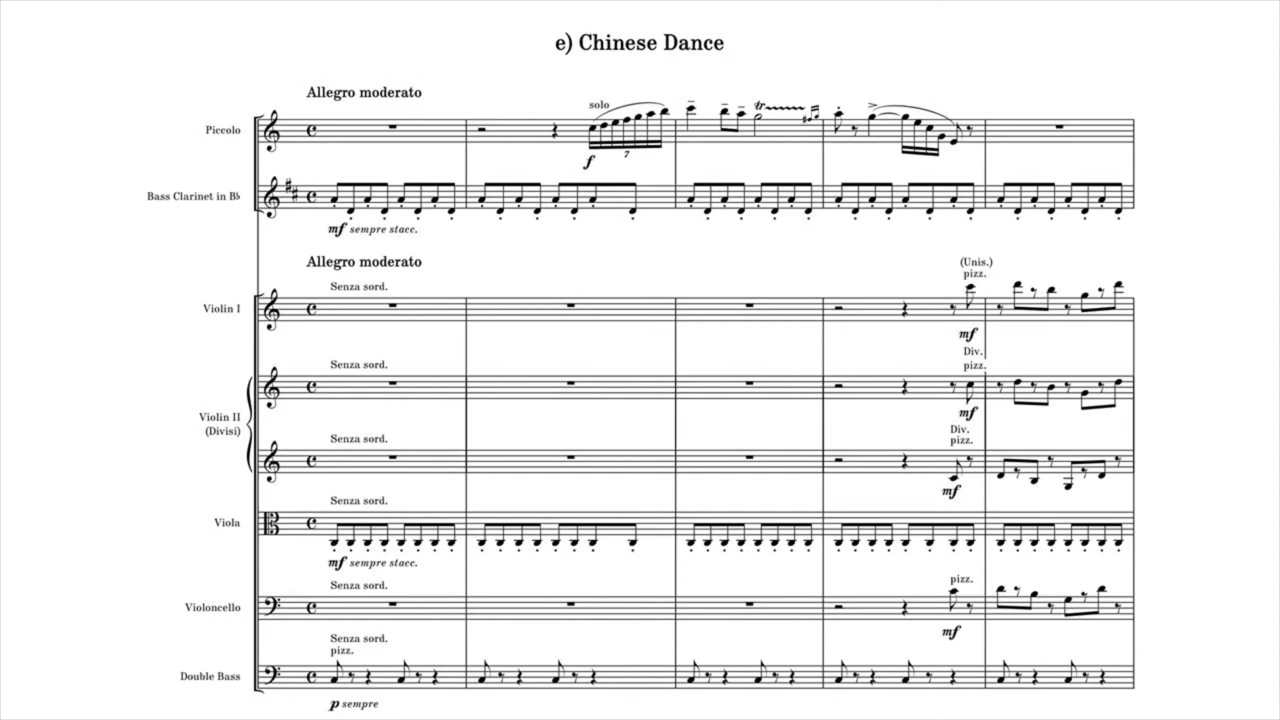 e) Chinese Dance
Allegro moderato
solo
Piccolo
f
7
Bass Clarinet in B♭
mf sempre stacc.
Allegro moderato
(Unis.)
pizz.
Senza sord.
Violin I
mf
Div.
pizz.
Senza sord.
Violin II
(Divisi)
mf
Div.
pizz.
Senza sord.
mf
Senza sord.
Viola
mf sempre stacc.
pizz.
Senza sord.
Violoncello
mf
Senza sord.
pizz.
Double Bass
p sempre